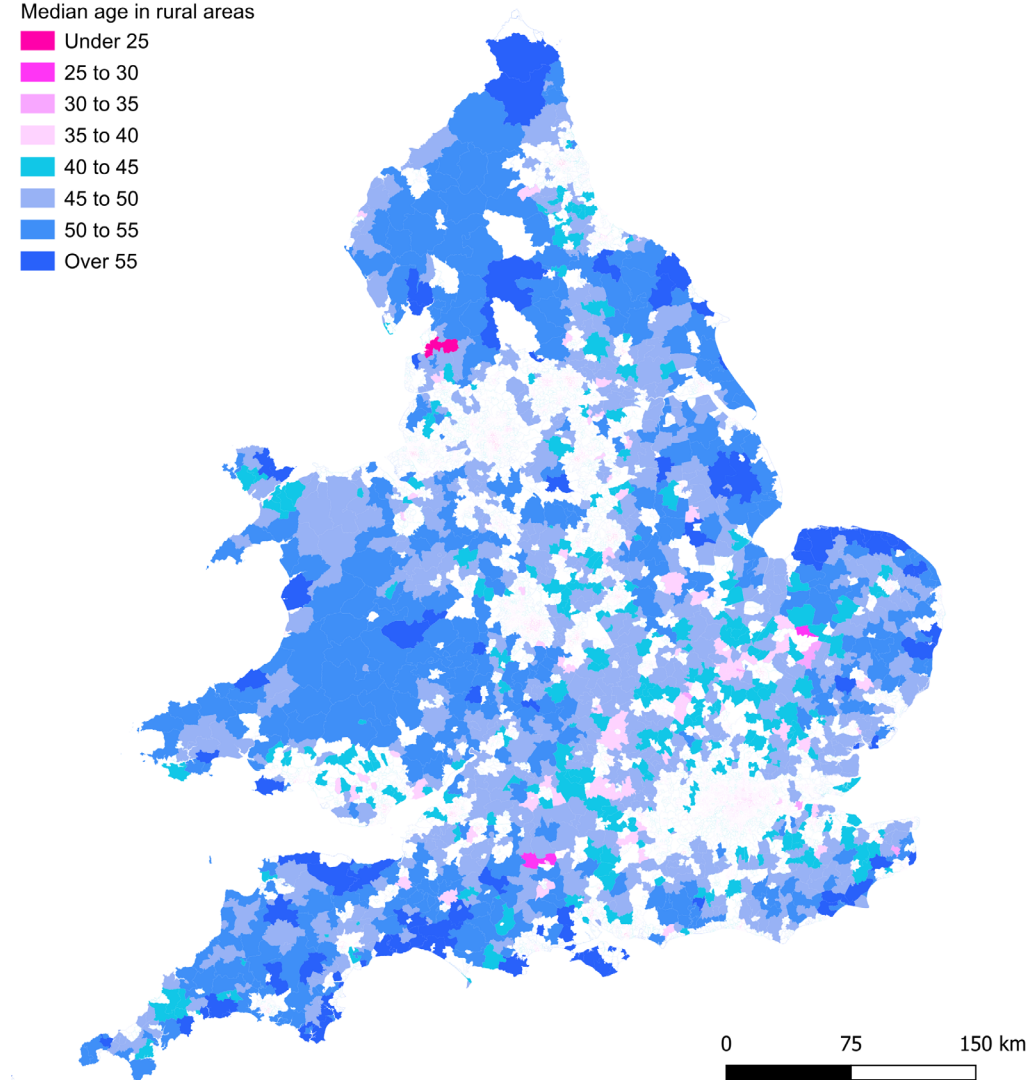 Median age in rural areas
Under 25
25 to 30
30 to 35
35 to 40
40 to 45
45 to 50
50 to 55
Over 55
0 75 150 km